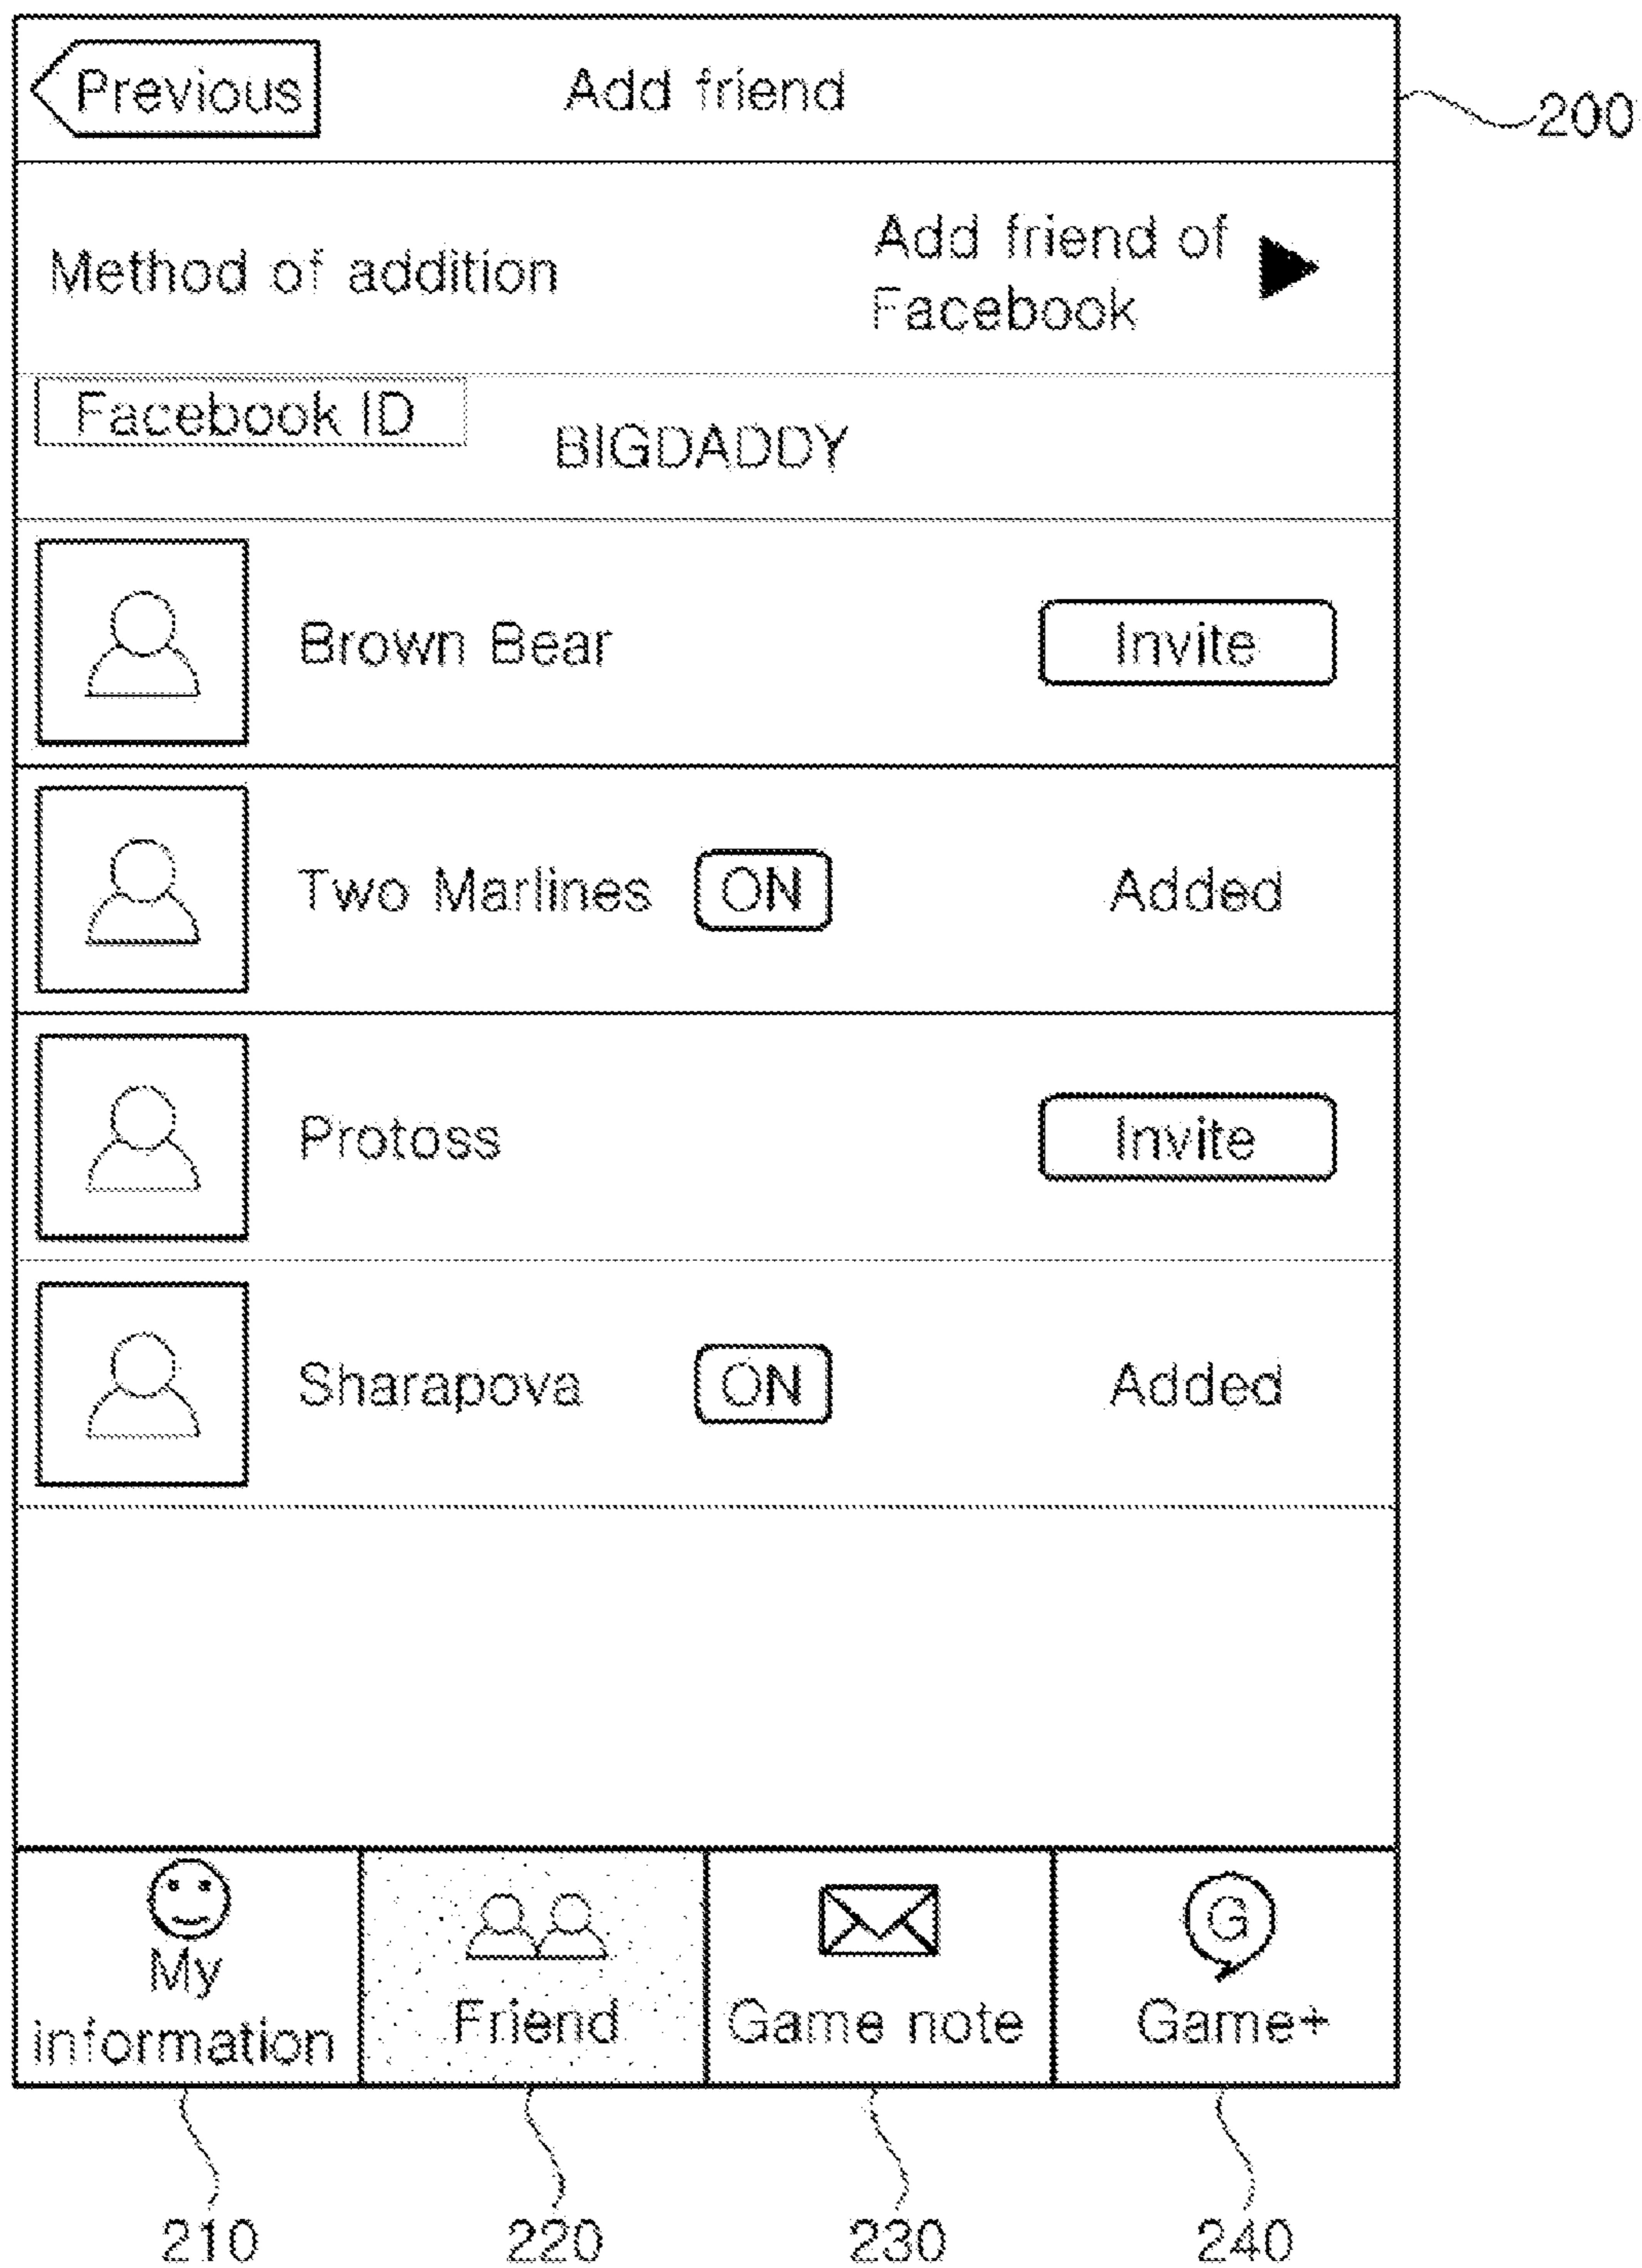 Previous
Add friend
200
Method of addition
Add friend of
Facebook
Facebook ID
BIGDADDY
Brown Bear
Invite
Two Marlines
ON
Added
Protoss
Invite
Sharapova
ON
Added
My
information
Friend
Game note
G
Game+
210
220
230
240